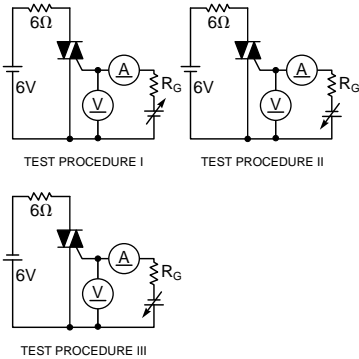 6Ω
A
RG
6V
V
TEST PROCEDURE I
6Ω
A
RG
6V
V
TEST PROCEDURE II
6Ω
A
RG
6V
V
TEST PROCEDURE III